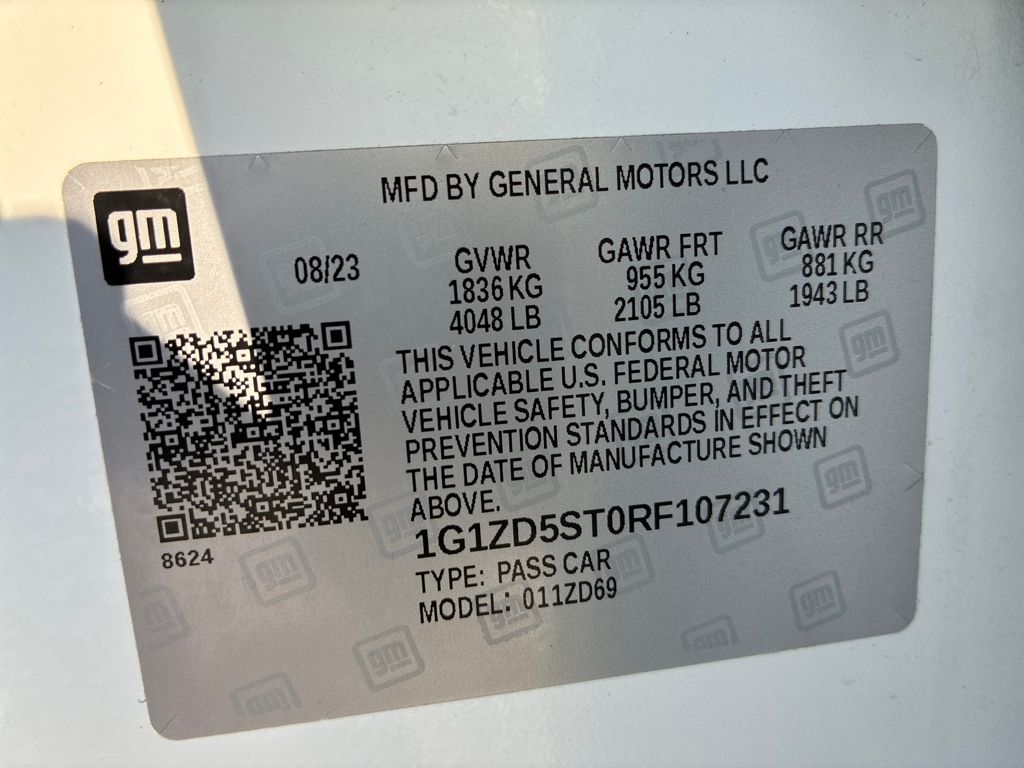 MFD BY GENERAL MOTORS LLC
gm
08/23
GVWR GAWR FRT GAWR RR
1836 KG 955 KG 881 KG
4048 LB 2105 LB 1943 LB
THIS VEHICLE CONFORMS TO ALL
APPLICABLE U.S. FEDERAL MOTOR
VEHICLE SAFETY, BUMPER, AND THEFT
PREVENTION STANDARDS IN EFFECT ON
THE DATE OF MANUFACTURE SHOWN
ABOVE.
1G1ZD5ST0RF107231
8624
TYPE: PASS CAR
MODEL: 011ZD69